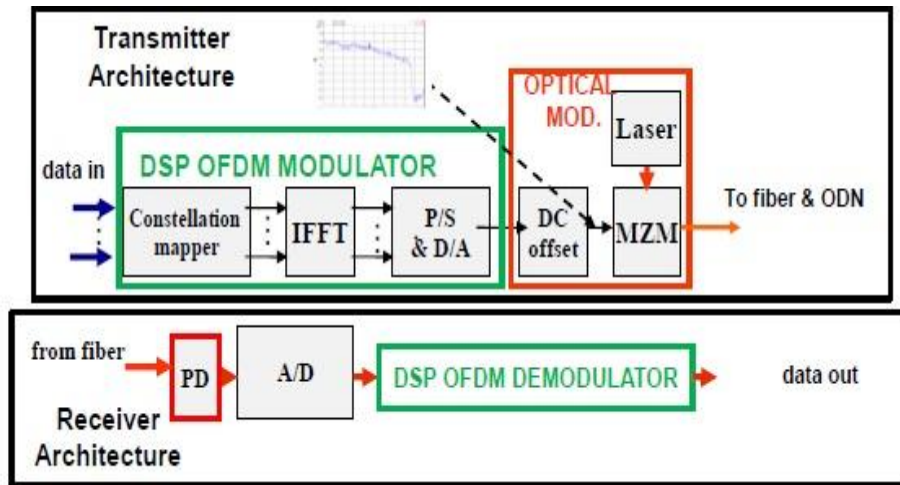 Transmitter
Architecture
OPTICAL
MOD.
Laser
data in
DSP OFDM MODULATOR
Constellation
mapper
IFFT
P/S
& D/A
DC
offset
MZM
To fiber & ODN
from fiber
PD
A/D
DSP OFDM DEMODULATOR
data out
Receiver
Architecture